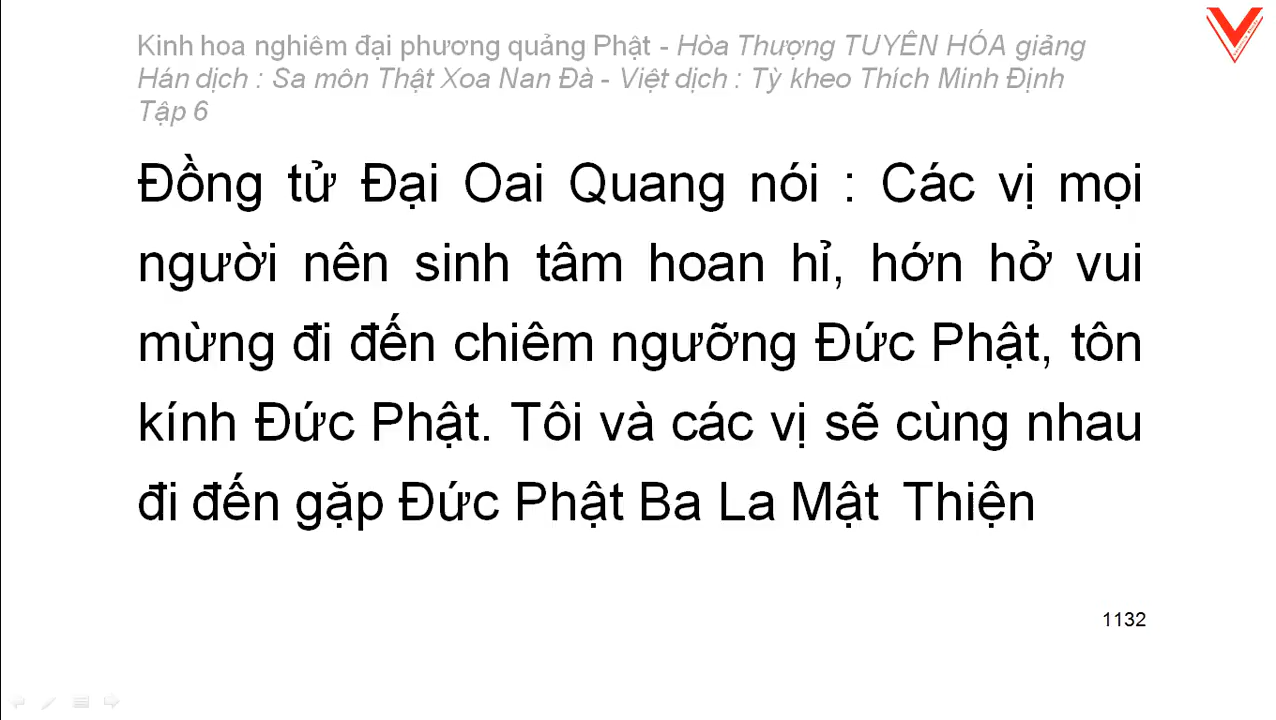 Kinh hoa nghiêm đại phương quảng Phật - Hòa Thượng TUYÊN HÓA giảng
Hán dịch : Sa môn Thật Xoa Nan Đà - Việt dịch : Tỳ kheo Thích Minh Định
Tập 6
Đồng tử Đại Oai Quang nói : Các vị mọi
người nên sinh tâm hoan hỉ, hớn hở vui
mừng đi đến chiêm ngưỡng Đức Phật, tôn
kính Đức Phật. Tôi và các vị sẽ cùng nhau
đi đến gặp Đức Phật Ba La Mật Thiện
1132